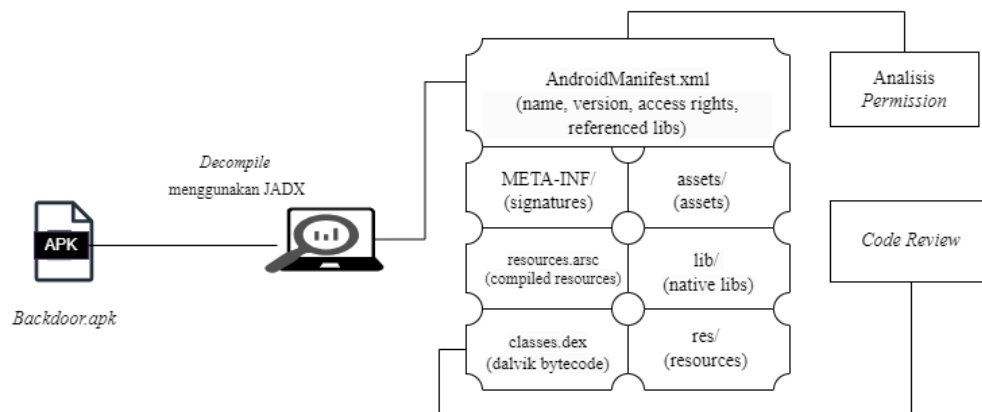 AndroidManifest.xml
(name, version, access rights,
referenced libs)
Analisis
Permission
Decompile
menggunakan JADX
META-INF/
(signatures)
assets/
(assets)
APK
Backdoor.apk
resources.arsc
(compiled resources)
lib/
(native libs)
Code Review
classes.dex
(dalvik bytecode)
res/
(resources)